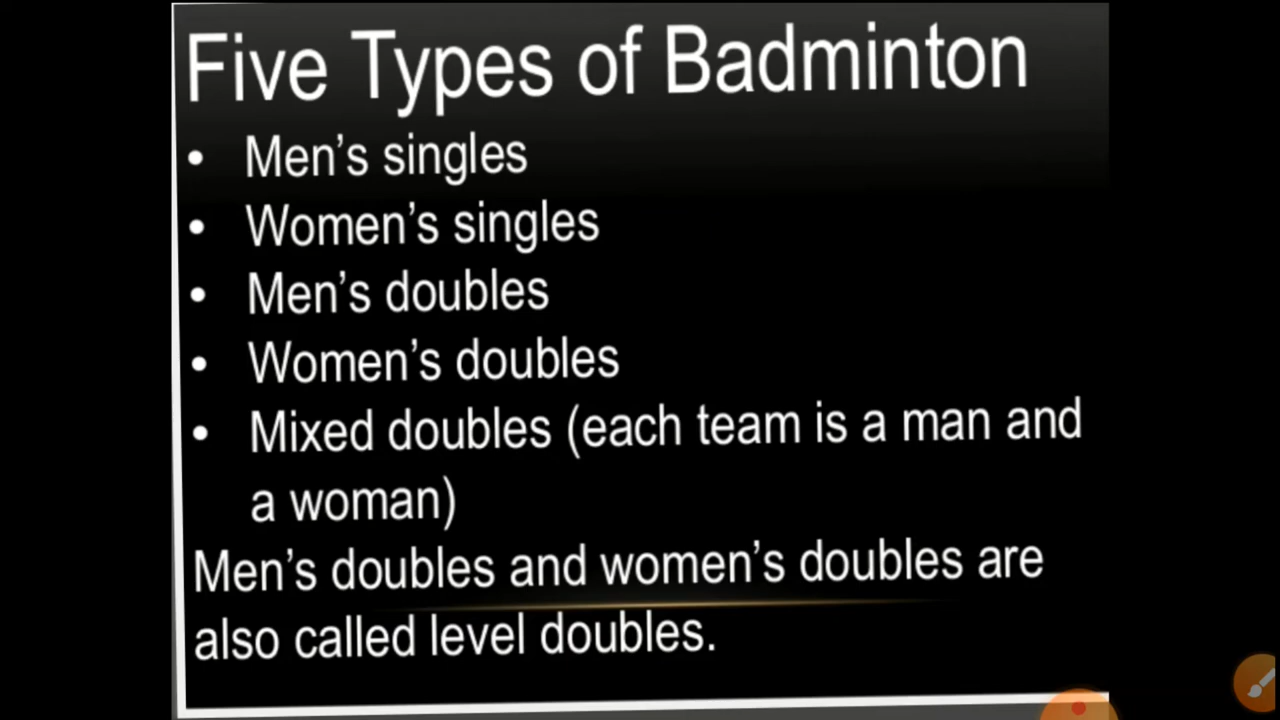 Five Types of Badminton
• Men’s singles
• Women’s singles
• Men’s doubles
• Women’s doubles
• Mixed doubles (each team is a man and
a woman)
Men’s doubles and women’s doubles are
also called level doubles.